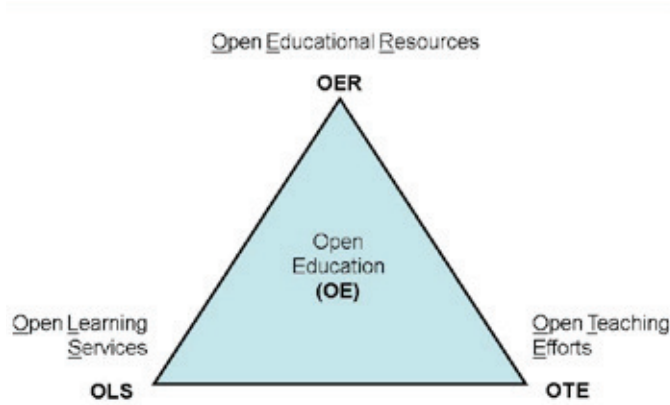 Open Educational Resources
OER
Open
Education
(OE)
Open Learning
Services
OLS
Open Teaching
Efforts
OTE